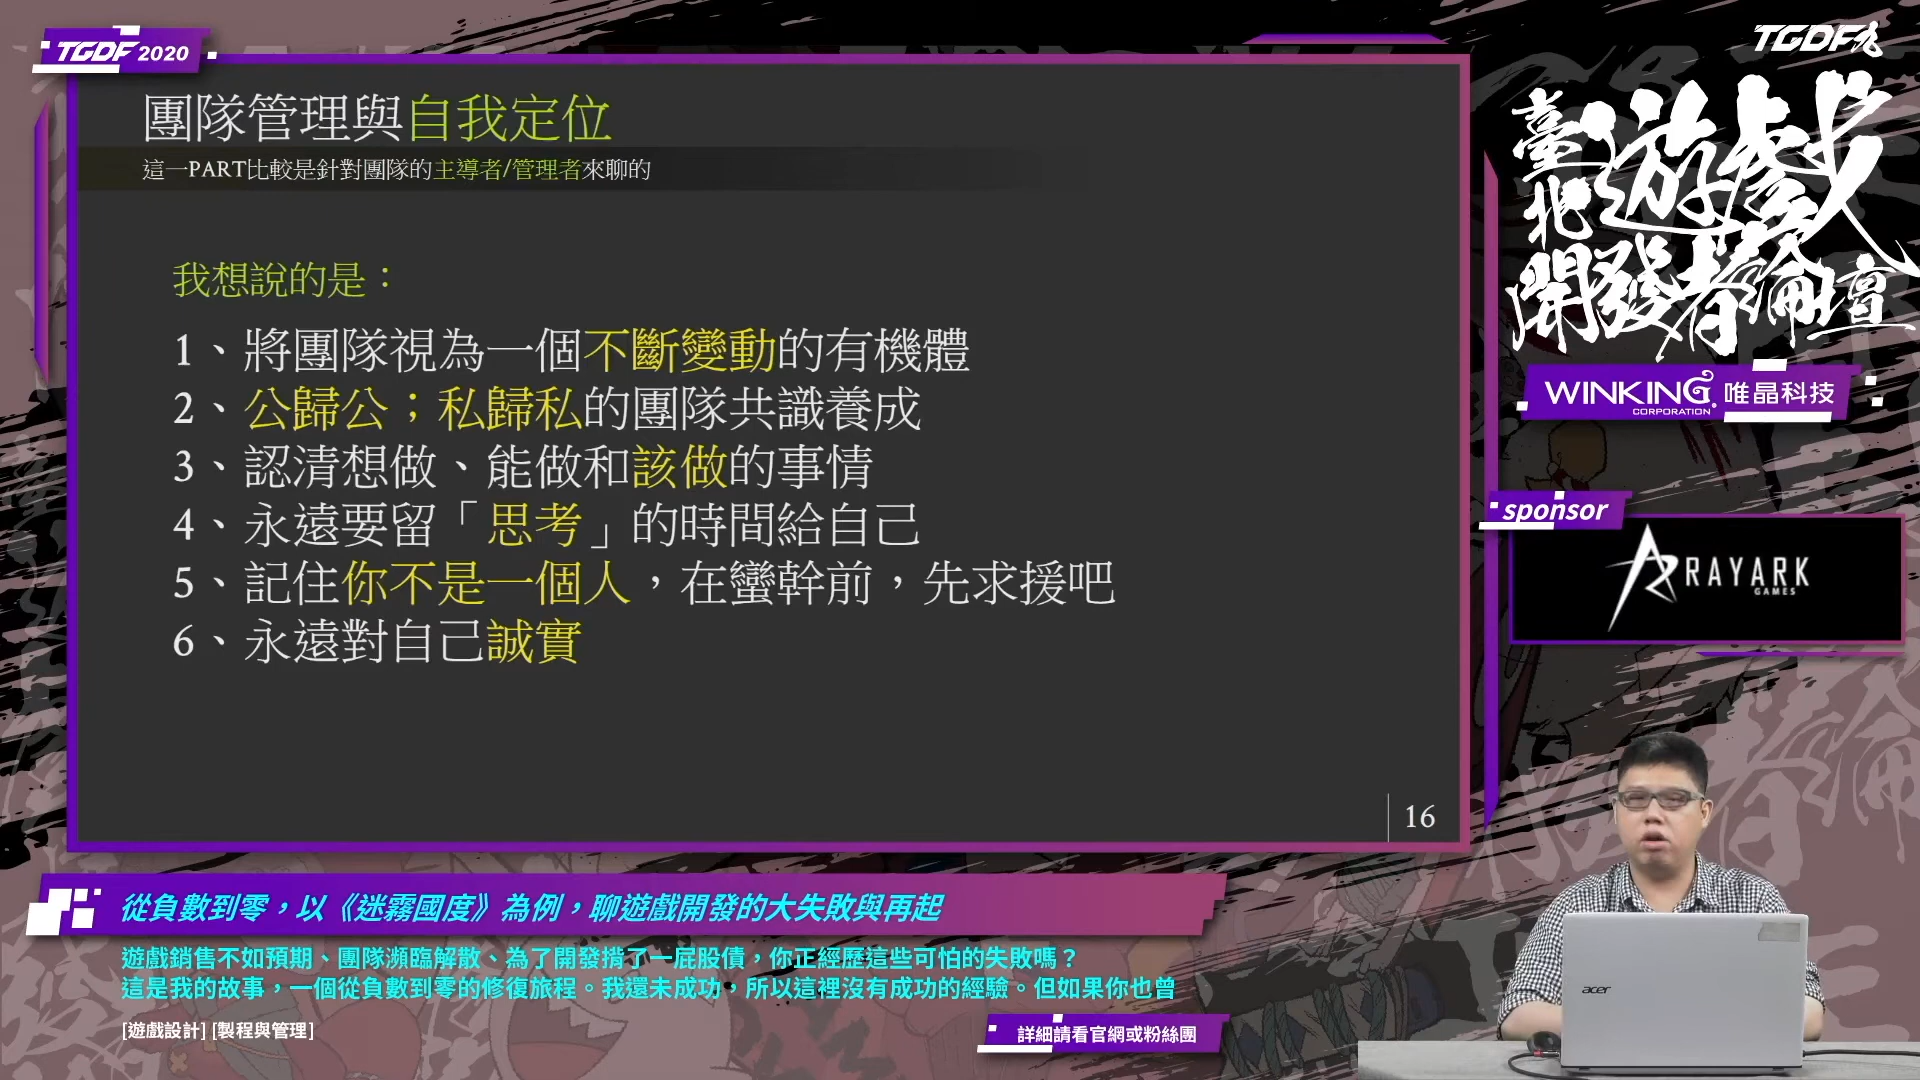 TGDF 2020
團隊管理與自我定位
這一PART比較是針對團隊的主導者/管理者來聊的
我想說的是：
1、將團隊視為一個不斷變動的有機體
2、公歸公；私歸私的團隊共識養成
3、認清想做、能做和該做的事情
4、永遠要留「思考」的時間給自己
5、記住你不是一個人，在蠻幹前，先求援吧
6、永遠對自己誠實
16
TGDF
臺北遊戲開發者論壇
WINKING 唯晶科技
CORPORATION
sponsor
RAYARK
GAMES
acer
從負數到零，以《迷霧國度》為例，聊遊戲開發的大失敗與再起
遊戲銷售不如預期、團隊瀕臨解散、為了開發揹了一屁股債，你正經歷這些可怕的失敗嗎？
這是我的故事，一個從負數到零的修復旅程。我還未成功，所以這裡沒有成功的經驗。但如果你也曾
[遊戲設計] [製程與管理]
詳細請看官網或粉絲團